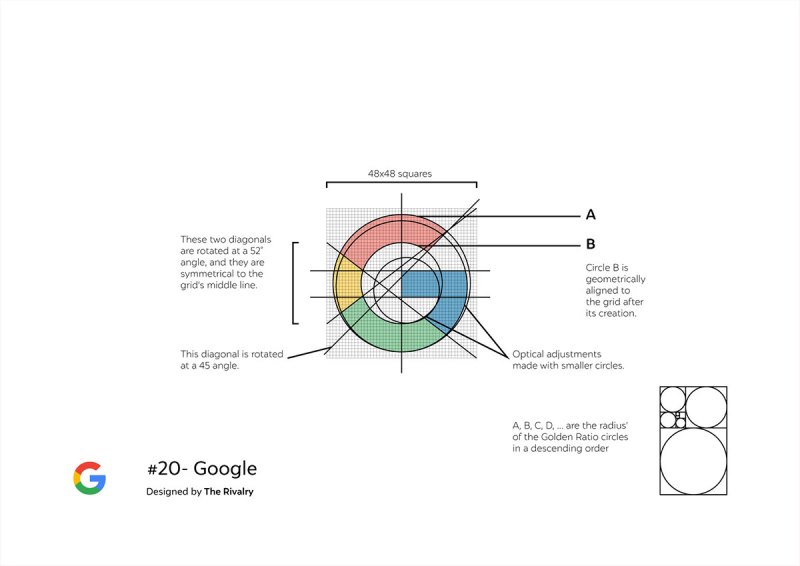 48x48 squares
A
B
These two diagonals
are rotated at a 52°
angle, and they are
symmetrical to the
grid's middle line.
Circle B is
geometrically
aligned to
the grid after
its creation.
This diagonal is rotated
at a 45 angle.
Optical adjustments
made with smaller circles.
A, B, C, D, ... are the radius'
of the Golden Ratio circles
in a descending order
#20- Google
Designed by The Rivalry